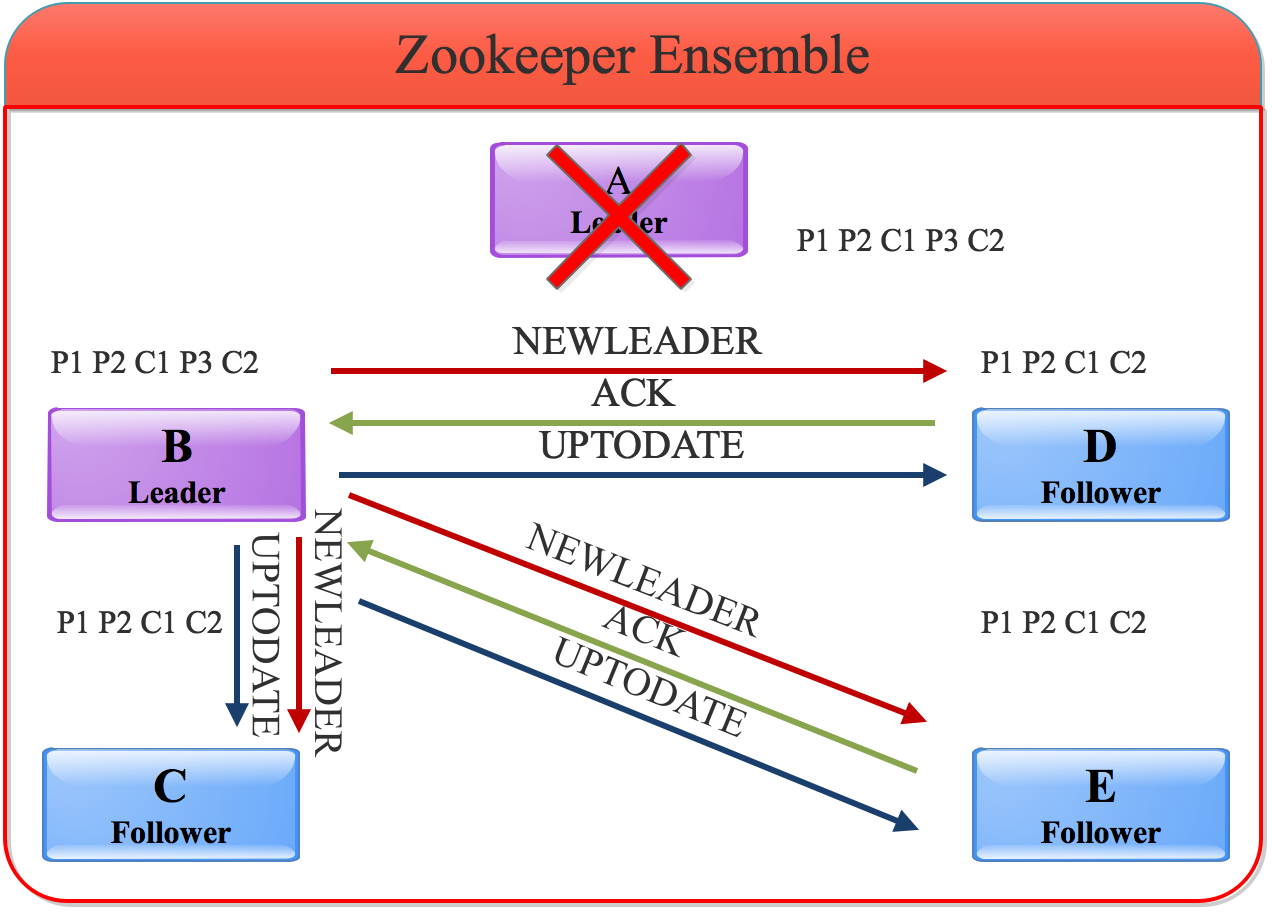 Zookeeper Ensemble
A
Leader
P1 P2 C1 P3 C2
P1 P2 C1 P3 C2
NEWLEADER
P1 P2 C1 C2
ACK
UPTODATE
B
Leader
D
Follower
UPTODATE
NEWLEADER
NEWLEADER
ACK
UPTODATE
P1 P2 C1 C2
P1 P2 C1 C2
C
Follower
E
Follower